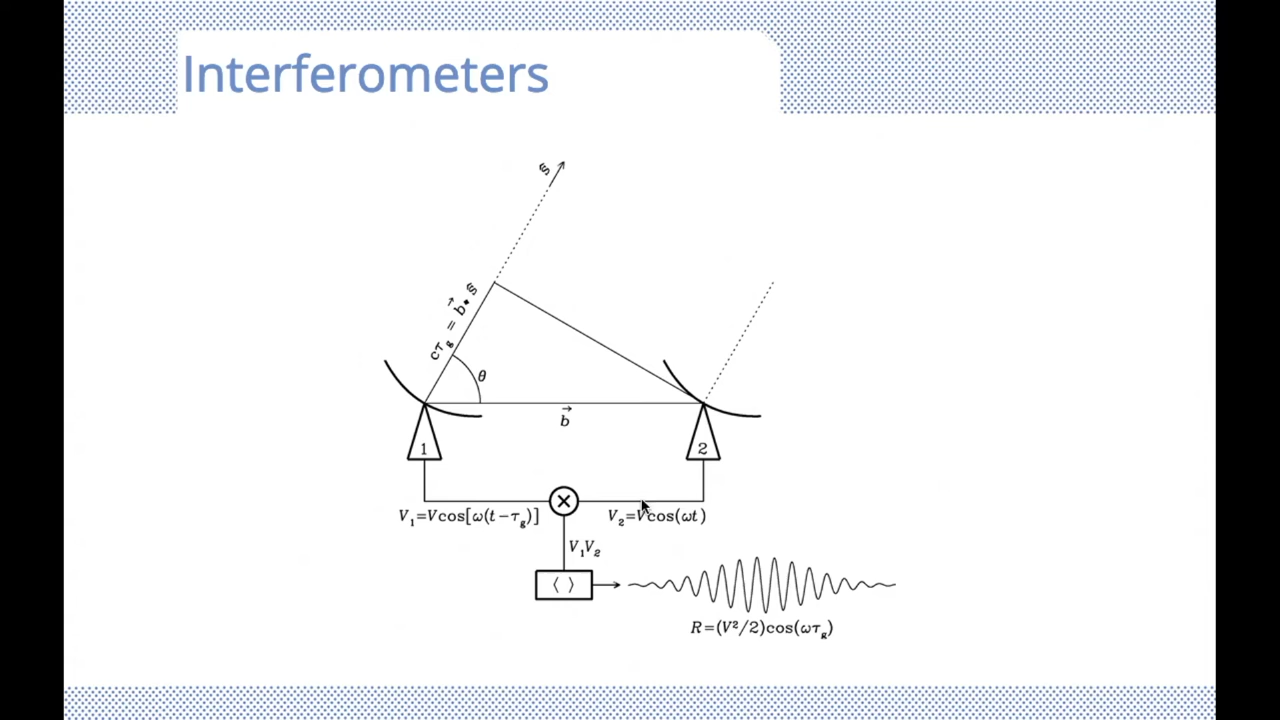 Interferometers
ŝ
cτ_g = b⃗•ŝ
θ
b⃗
1
2
V₁=Vcos[ω(t−τ_g)]
V₂=Vcos(ωt)
V₁V₂
⟨ ⟩
R=(V²/2)cos(ωτ_g)